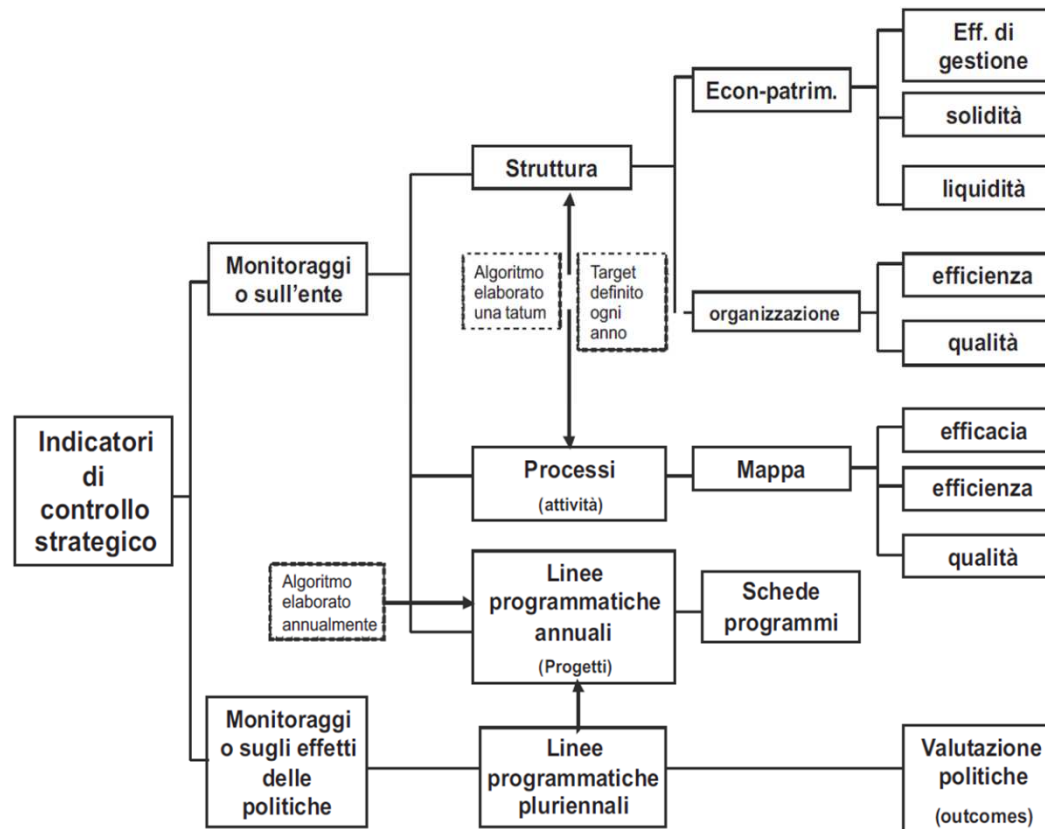 Eff. di
gestione
Econ-patrim.
solidità
Struttura
liquidità
Monitoraggi
o sull'ente
Algoritmo
elaborato
una tatum
Target
definito
ogni
anno
efficienza
organizzazione
qualità
Indicatori
di
controllo
strategico
efficacia
Processi
(attività)
Mappa
efficienza
qualità
Algoritmo
elaborato
annualmente
Linee
programmatiche
annuali
(Progetti)
Schede
programmi
Monitoraggi
o sugli effetti
delle
politiche
Linee
programmatiche
pluriennali
Valutazione
politiche
(outcomes)